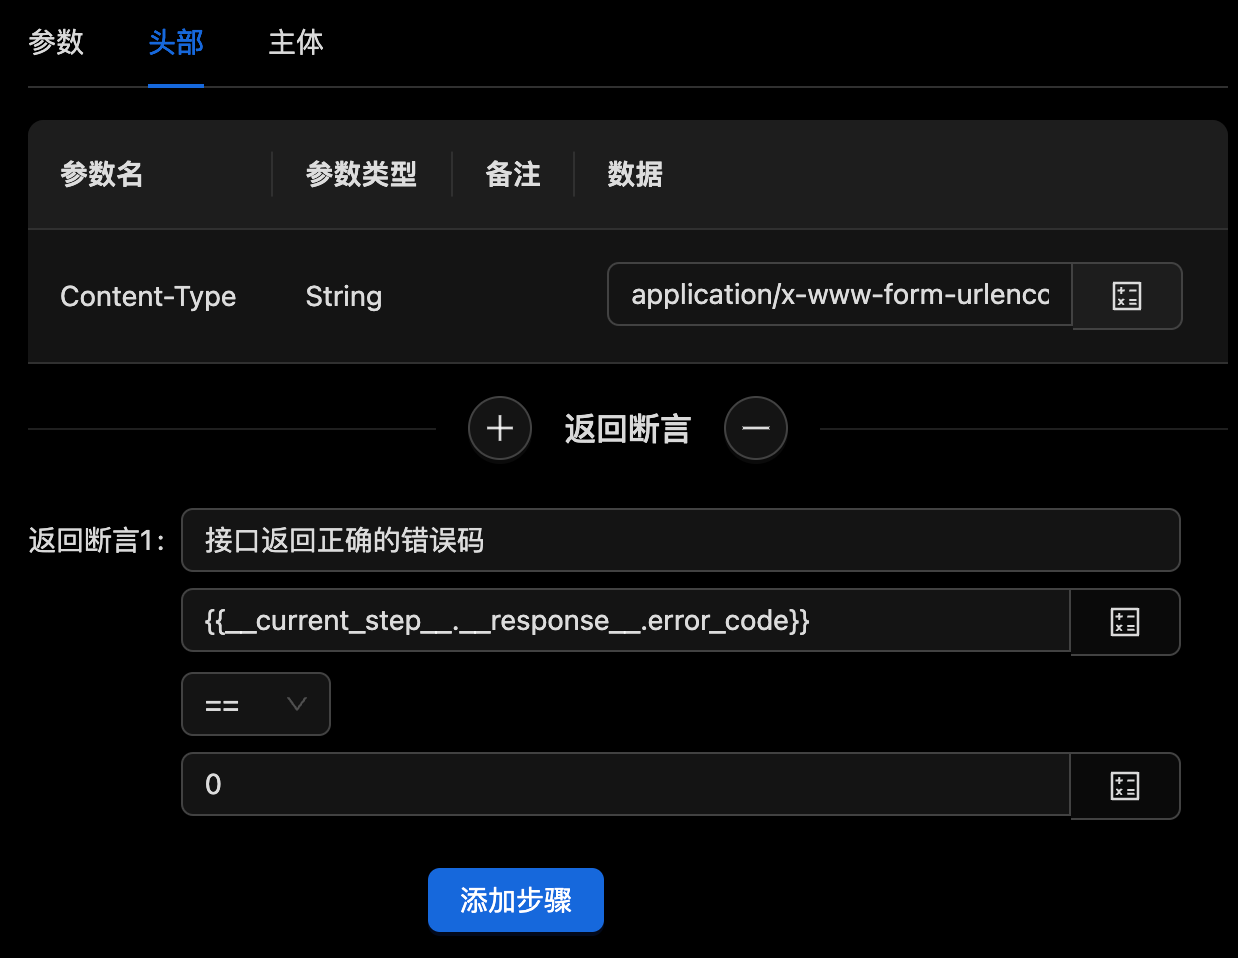 参数 头部 主体
参数名 参数类型 备注 数据
Content-Type String application/x-www-form-urlencc
返回断言
返回断言1: 接口返回正确的错误码
{{__current_step__.__response__.error_code}}
==
0
添加步骤